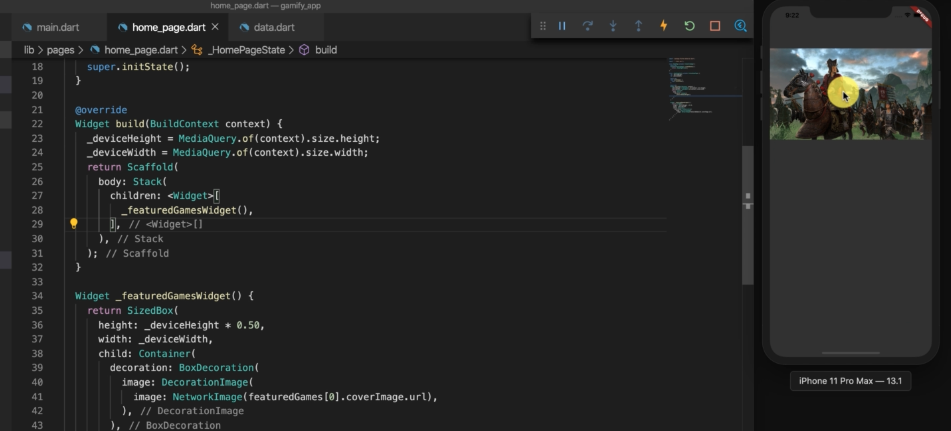 home_page.dart — gamify_app
main.dart home_page.dart × data.dart
lib > pages > home_page.dart > _HomePageState > build
18 super.initState();
19 }
20
21 @override
22 Widget build(BuildContext context) {
23 _deviceHeight = MediaQuery.of(context).size.height;
24 _deviceWidth = MediaQuery.of(context).size.width;
25 return Scaffold(
26 body: Stack(
27 children: <Widget>[
28 _featuredGamesWidget(),
29 ], // <Widget>[]
30 ), // Stack
31 ); // Scaffold
32 }
33
34 Widget _featuredGamesWidget() {
35 return SizedBox(
36 height: _deviceHeight * 0.50,
37 width: _deviceWidth,
38 child: Container(
39 decoration: BoxDecoration(
40 image: DecorationImage(
41 image: NetworkImage(featuredGames[0].coverImage.url),
42 ), // DecorationImage
43 ), // BoxDecoration
9:22
iPhone 11 Pro Max — 13.1